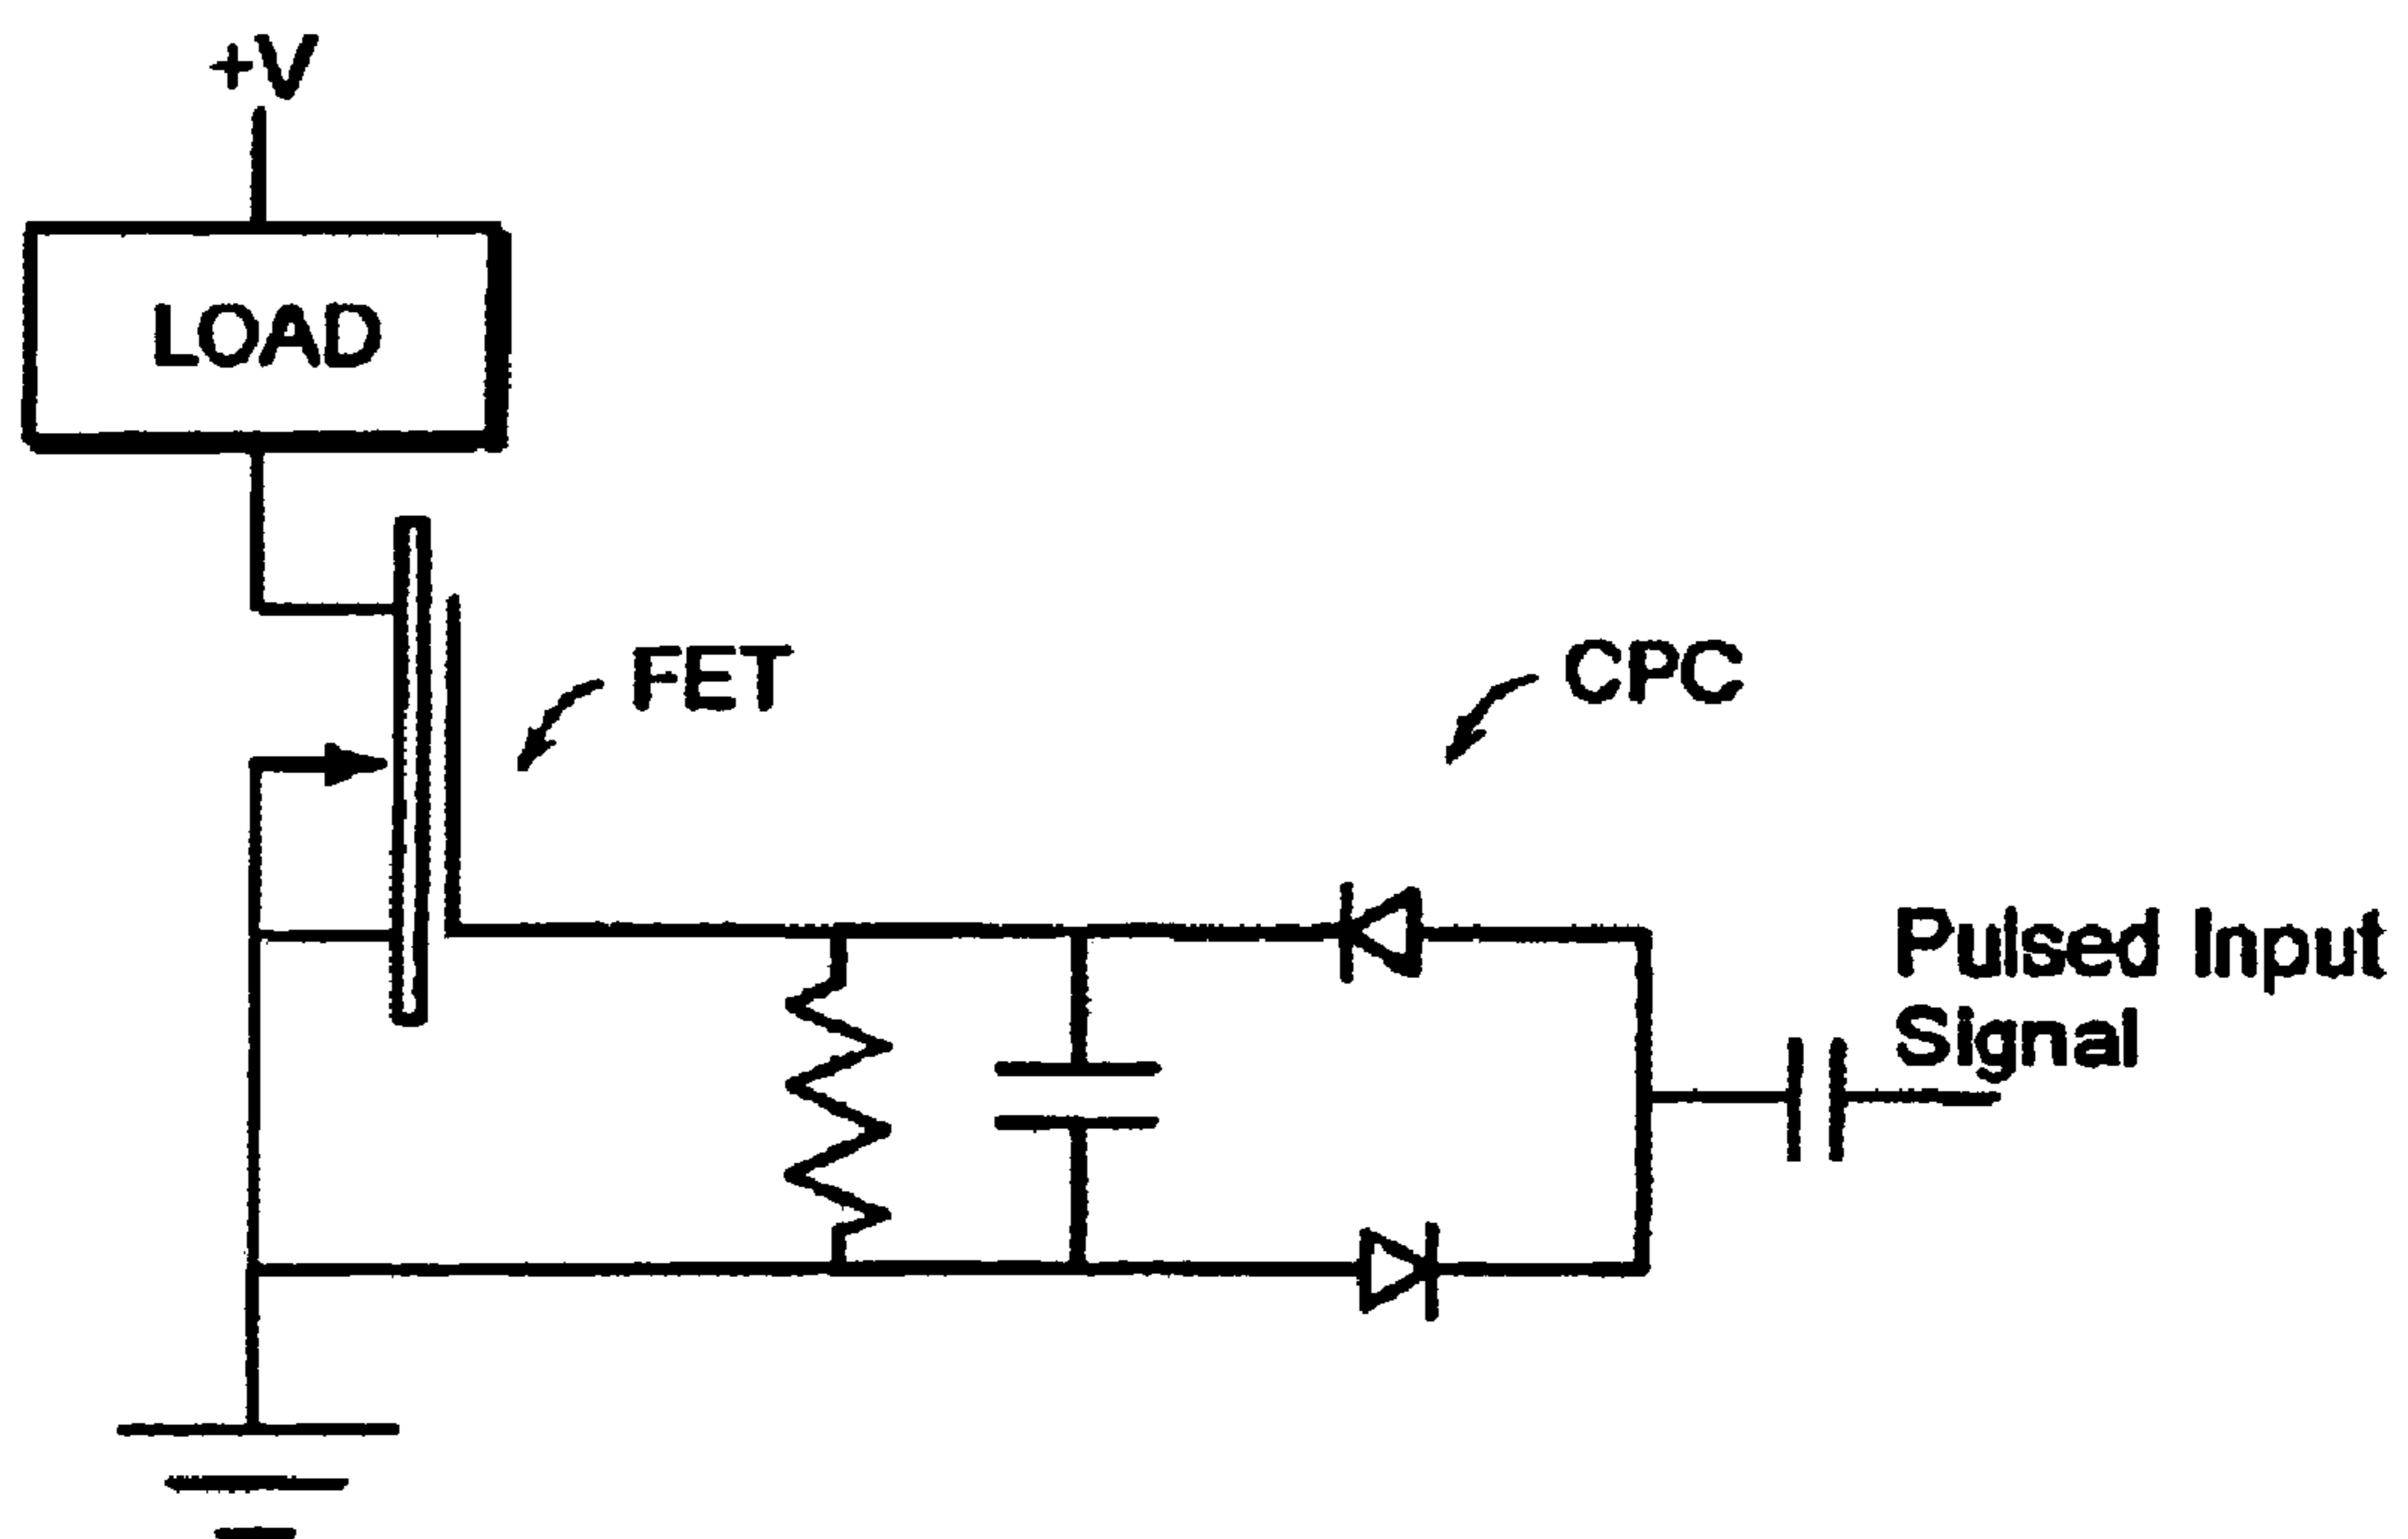 +V
LOAD
FET
CPC
Pulsed Input
Signal